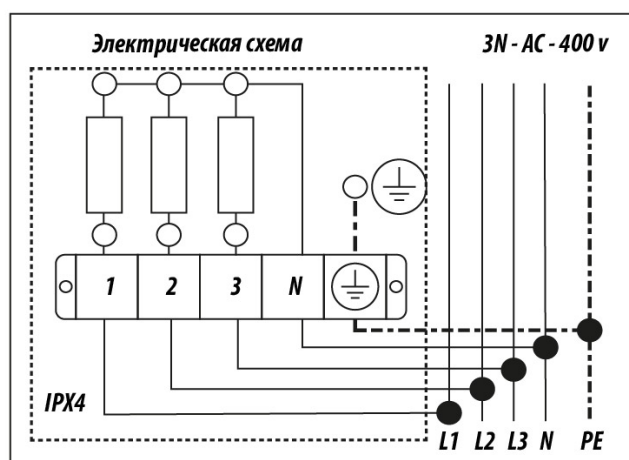 Электрическая схема
3N - AC - 400 v
1 2 3 N
IPX4
L1 L2 L3 N PE